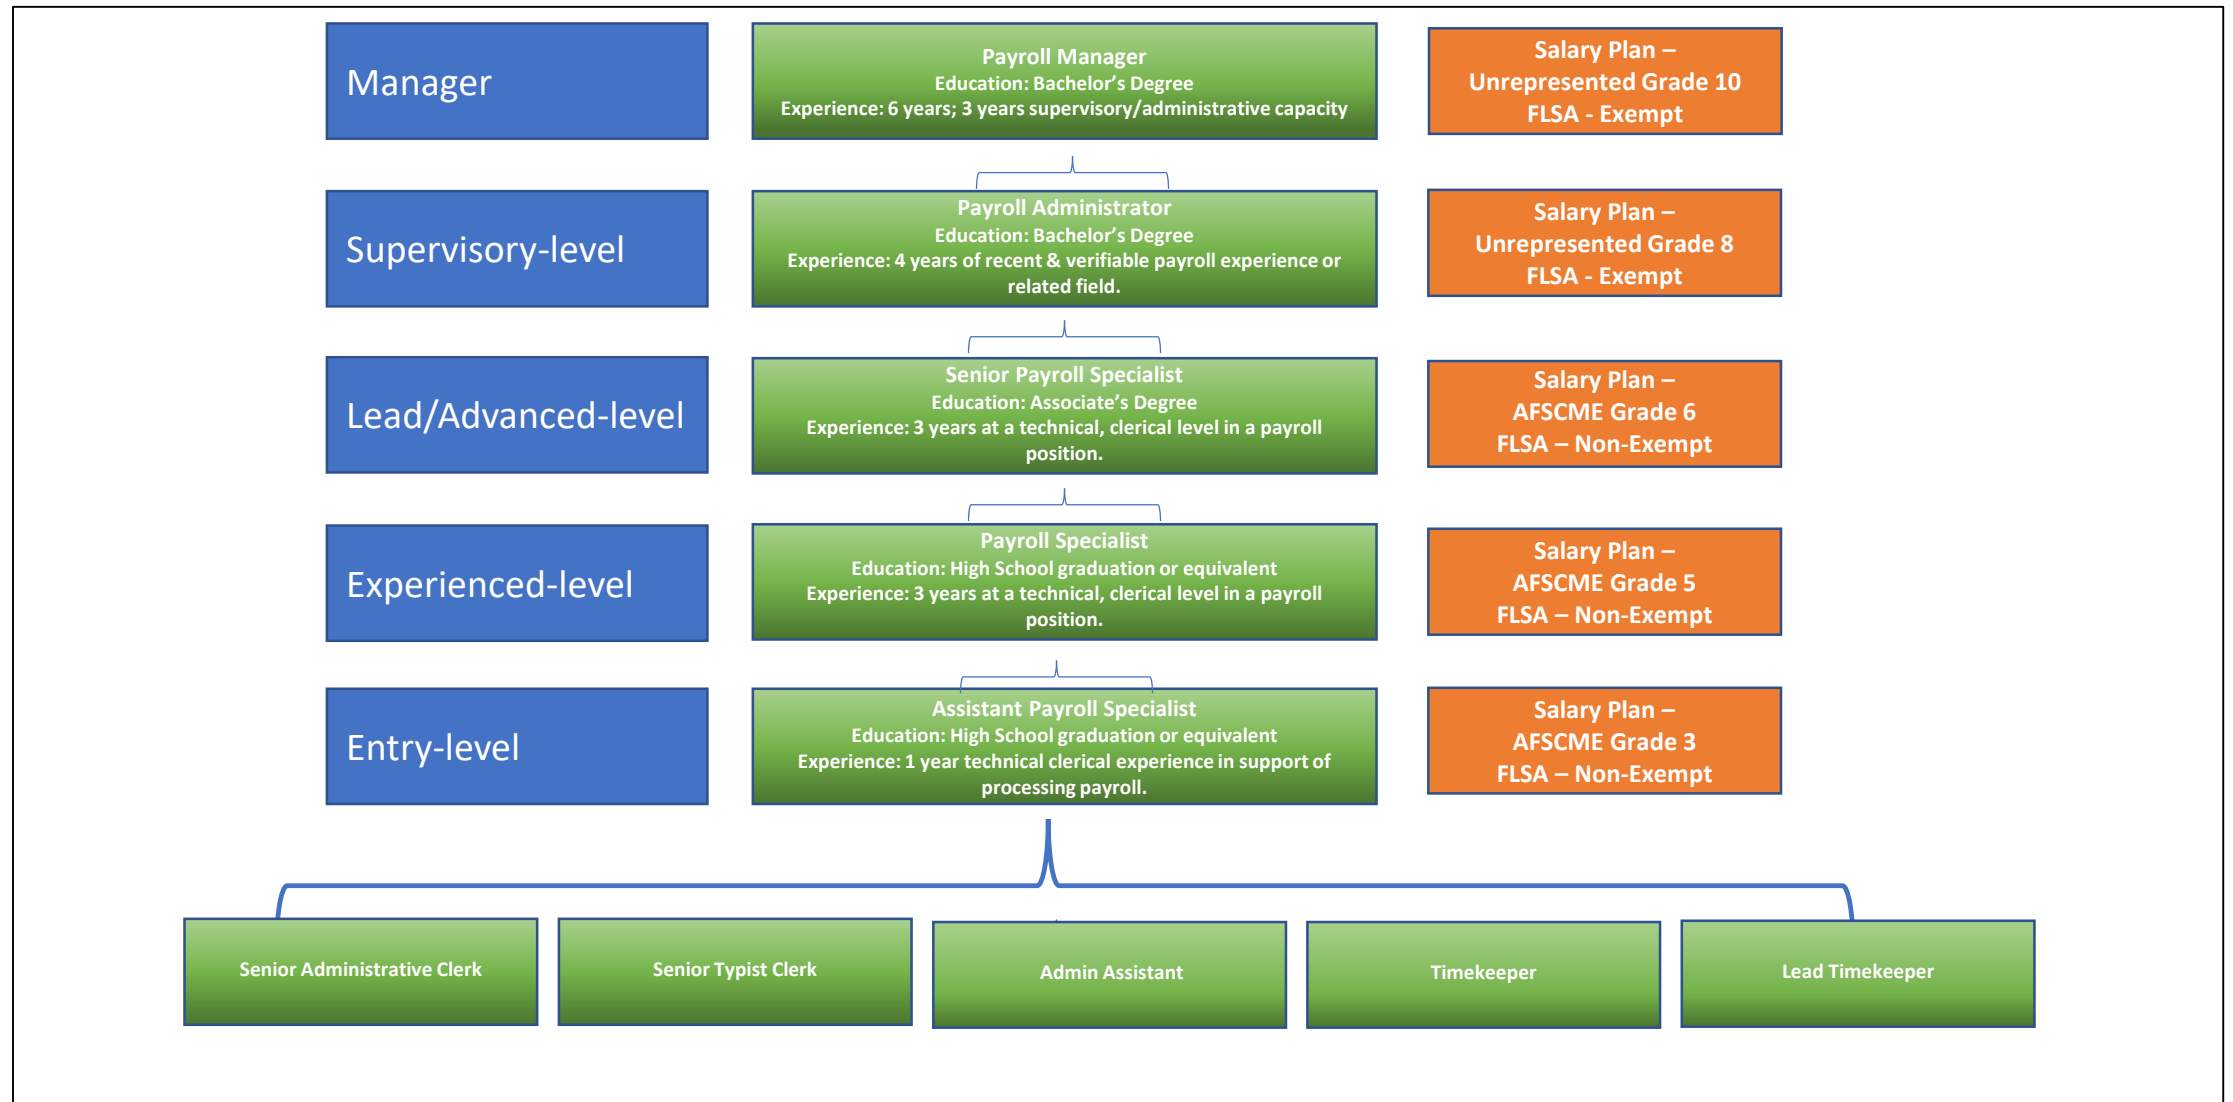 Manager
Payroll Manager
Education: Bachelor’s Degree
Experience: 6 years; 3 years supervisory/administrative capacity
Salary Plan –
Unrepresented Grade 10
FLSA - Exempt
Supervisory-level
Payroll Administrator
Education: Bachelor’s Degree
Experience: 4 years of recent & verifiable payroll experience or
related field.
Salary Plan –
Unrepresented Grade 8
FLSA - Exempt
Lead/Advanced-level
Senior Payroll Specialist
Education: Associate’s Degree
Experience: 3 years at a technical, clerical level in a payroll
position.
Salary Plan –
AFSCME Grade 6
FLSA – Non-Exempt
Experienced-level
Payroll Specialist
Education: High School graduation or equivalent
Experience: 3 years at a technical, clerical level in a payroll
position.
Salary Plan –
AFSCME Grade 5
FLSA – Non-Exempt
Entry-level
Assistant Payroll Specialist
Education: High School graduation or equivalent
Experience: 1 year technical clerical experience in support of
processing payroll.
Salary Plan –
AFSCME Grade 3
FLSA – Non-Exempt
Senior Administrative Clerk
Senior Typist Clerk
Admin Assistant
Timekeeper
Lead Timekeeper